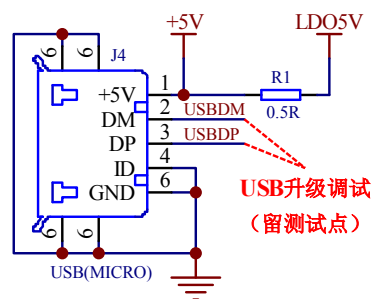 +5V
LDO5V
6
6
J4
+5V
1
DM
2
USBDM
DP
3
USBDP
ID
4
GND
6
R1
0.5R
USB升级调试
（留测试点）
6
6
USB(MICRO)